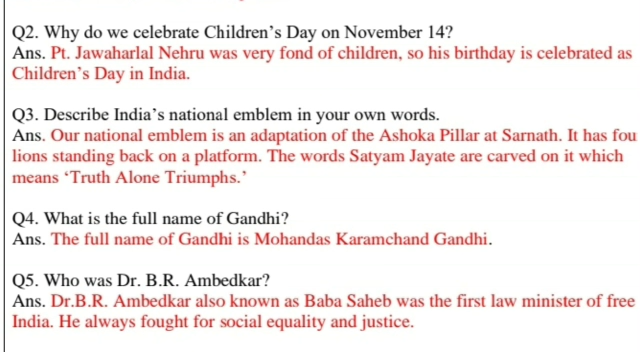 Q2. Why do we celebrate Children’s Day on November 14?
Ans. Pt. Jawaharlal Nehru was very fond of children, so his birthday is celebrated as
Children’s Day in India.
Q3. Describe India’s national emblem in your own words.
Ans. Our national emblem is an adaptation of the Ashoka Pillar at Sarnath. It has fou
lions standing back on a platform. The words Satyam Jayate are carved on it which
means ‘Truth Alone Triumphs.’
Q4. What is the full name of Gandhi?
Ans. The full name of Gandhi is Mohandas Karamchand Gandhi.
Q5. Who was Dr. B.R. Ambedkar?
Ans. Dr.B.R. Ambedkar also known as Baba Saheb was the first law minister of free
India. He always fought for social equality and justice.